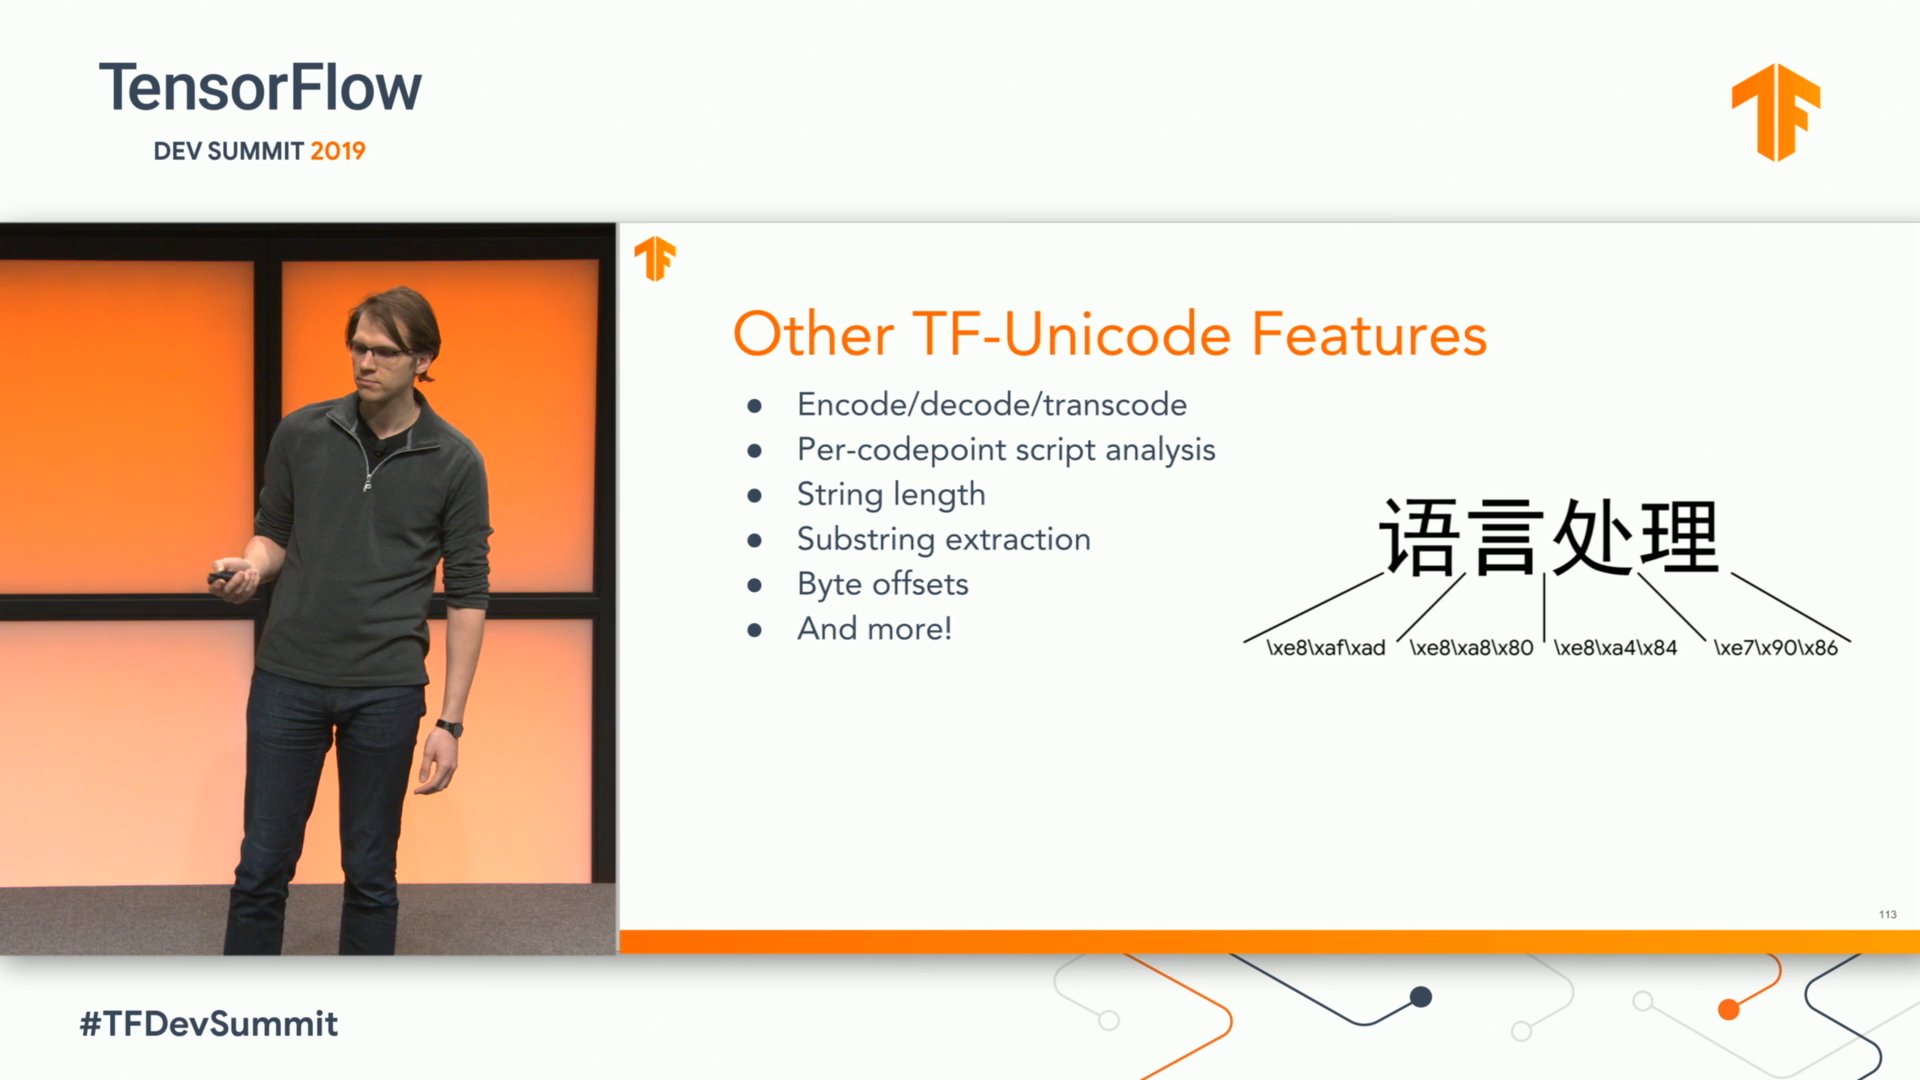 TensorFlow
DEV SUMMIT 2019
Other TF-Unicode Features
● Encode/decode/transcode
● Per-codepoint script analysis
● String length
● Substring extraction
● Byte offsets
● And more!
语言处理
\xe8\xaf\xad \xe8\xa8\x80 \xe8\xa4\x84 \xe7\x90\x86
113
#TFDevSummit